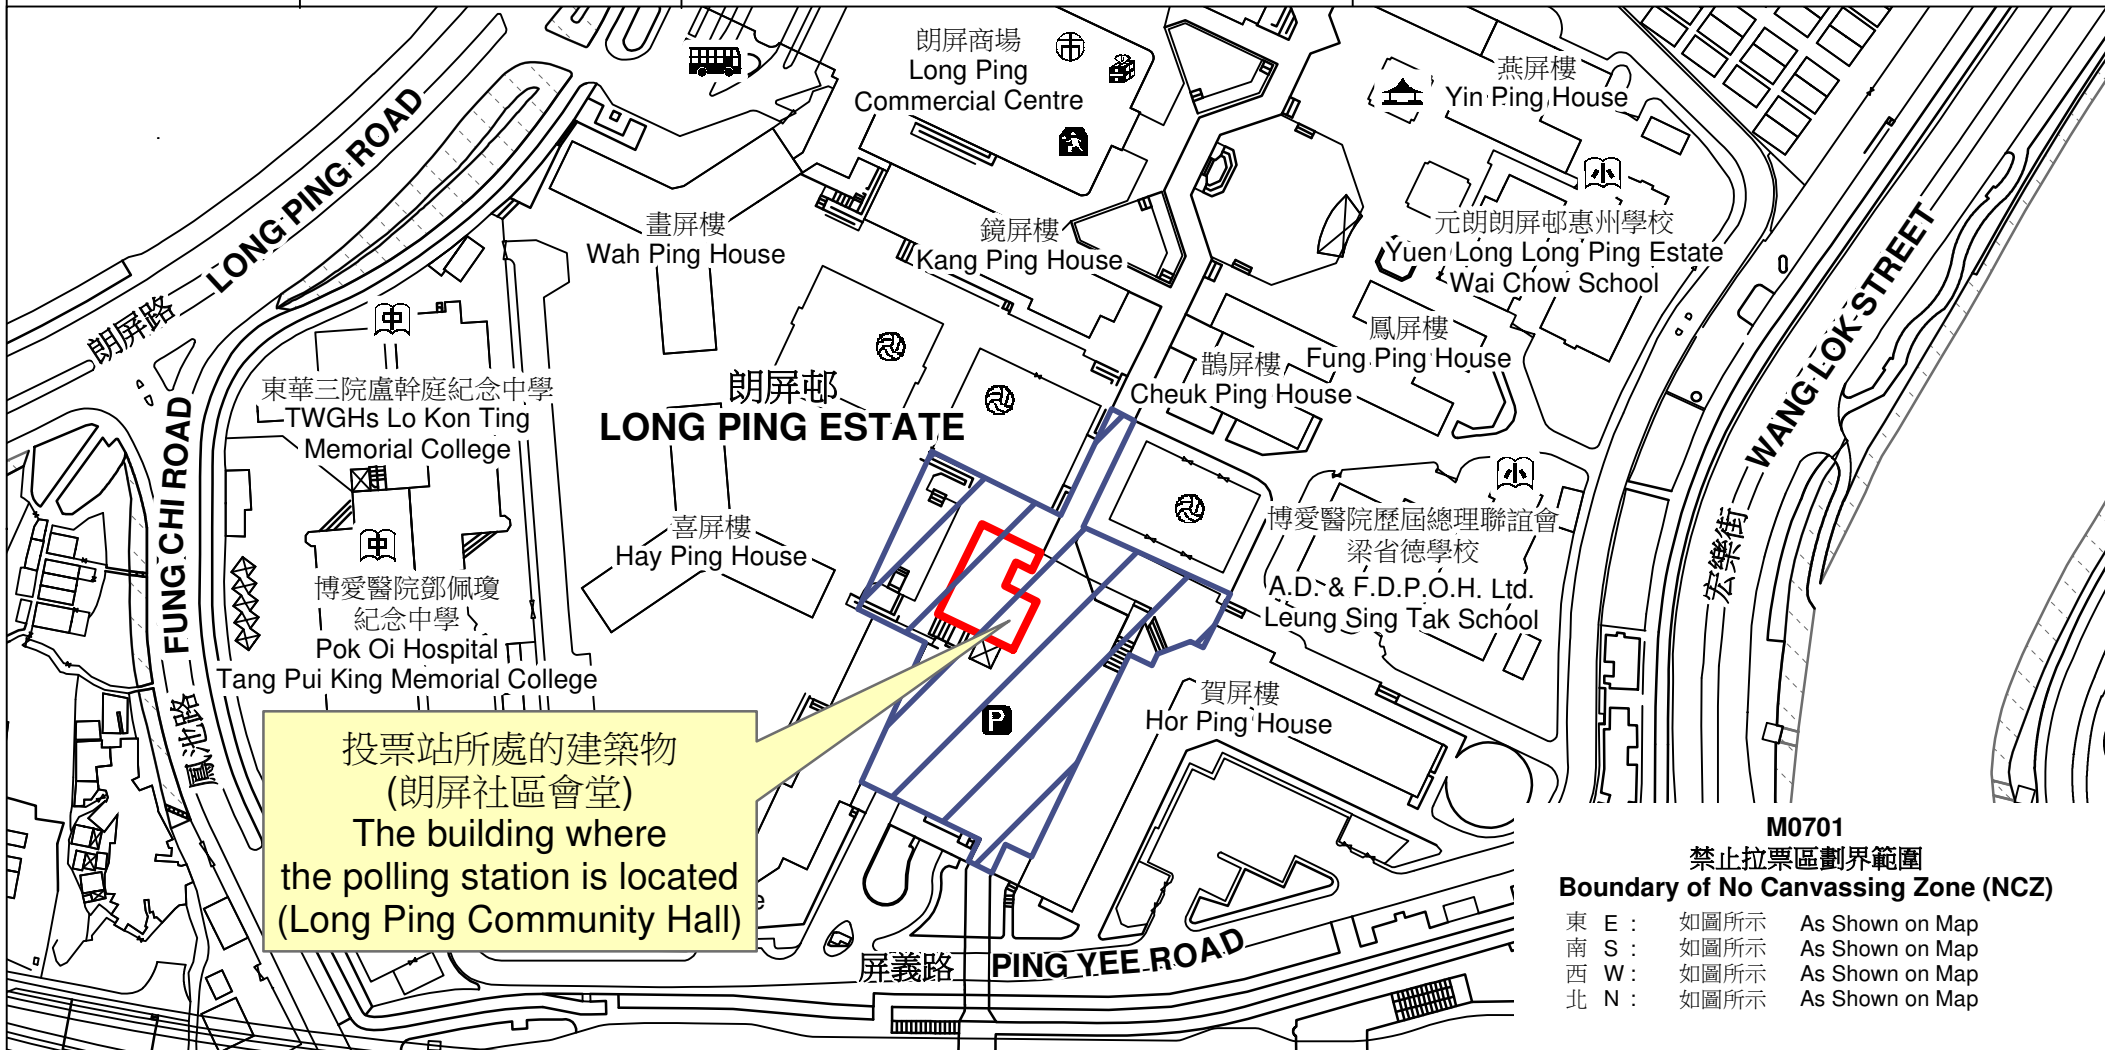 朗屏商場
Long Ping
Commercial Centre
燕屏樓
Yin Ping House
LONG PING ROAD
朗屏路
畫屏樓
Wah Ping House
鏡屏樓
Kang Ping House
元朗朗屏邨惠州學校
Yuen Long Long Ping Estate
Wai Chow School
WANG LOK STREET
宏樂街
鳳屏樓
Fung Ping House
鵲屏樓
Cheuk Ping House
東華三院盧幹庭紀念中學
TWGHs Lo Kon Ting
Memorial College
朗屏邨
LONG PING ESTATE
FUNG CHI ROAD
鳳池路
喜屏樓
Hay Ping House
博愛醫院歷屆總理聯誼會
梁省德學校
A.D. & F.D.P.O.H. Ltd.
Leung Sing Tak School
博愛醫院鄧佩瓊
紀念中學
Pok Oi Hospital
Tang Pui King Memorial College
賀屏樓
Hor Ping House
投票站所處的建築物
(朗屏社區會堂)
The building where
the polling station is located
(Long Ping Community Hall)
屏義路 PING YEE ROAD
市
小
小
中
中
P
M0701
禁止拉票區劃界範圍
Boundary of No Canvassing Zone (NCZ)
東 E : 如圖所示 As Shown on Map
南 S : 如圖所示 As Shown on Map
西 W : 如圖所示 As Shown on Map
北 N : 如圖所示 As Shown on Map